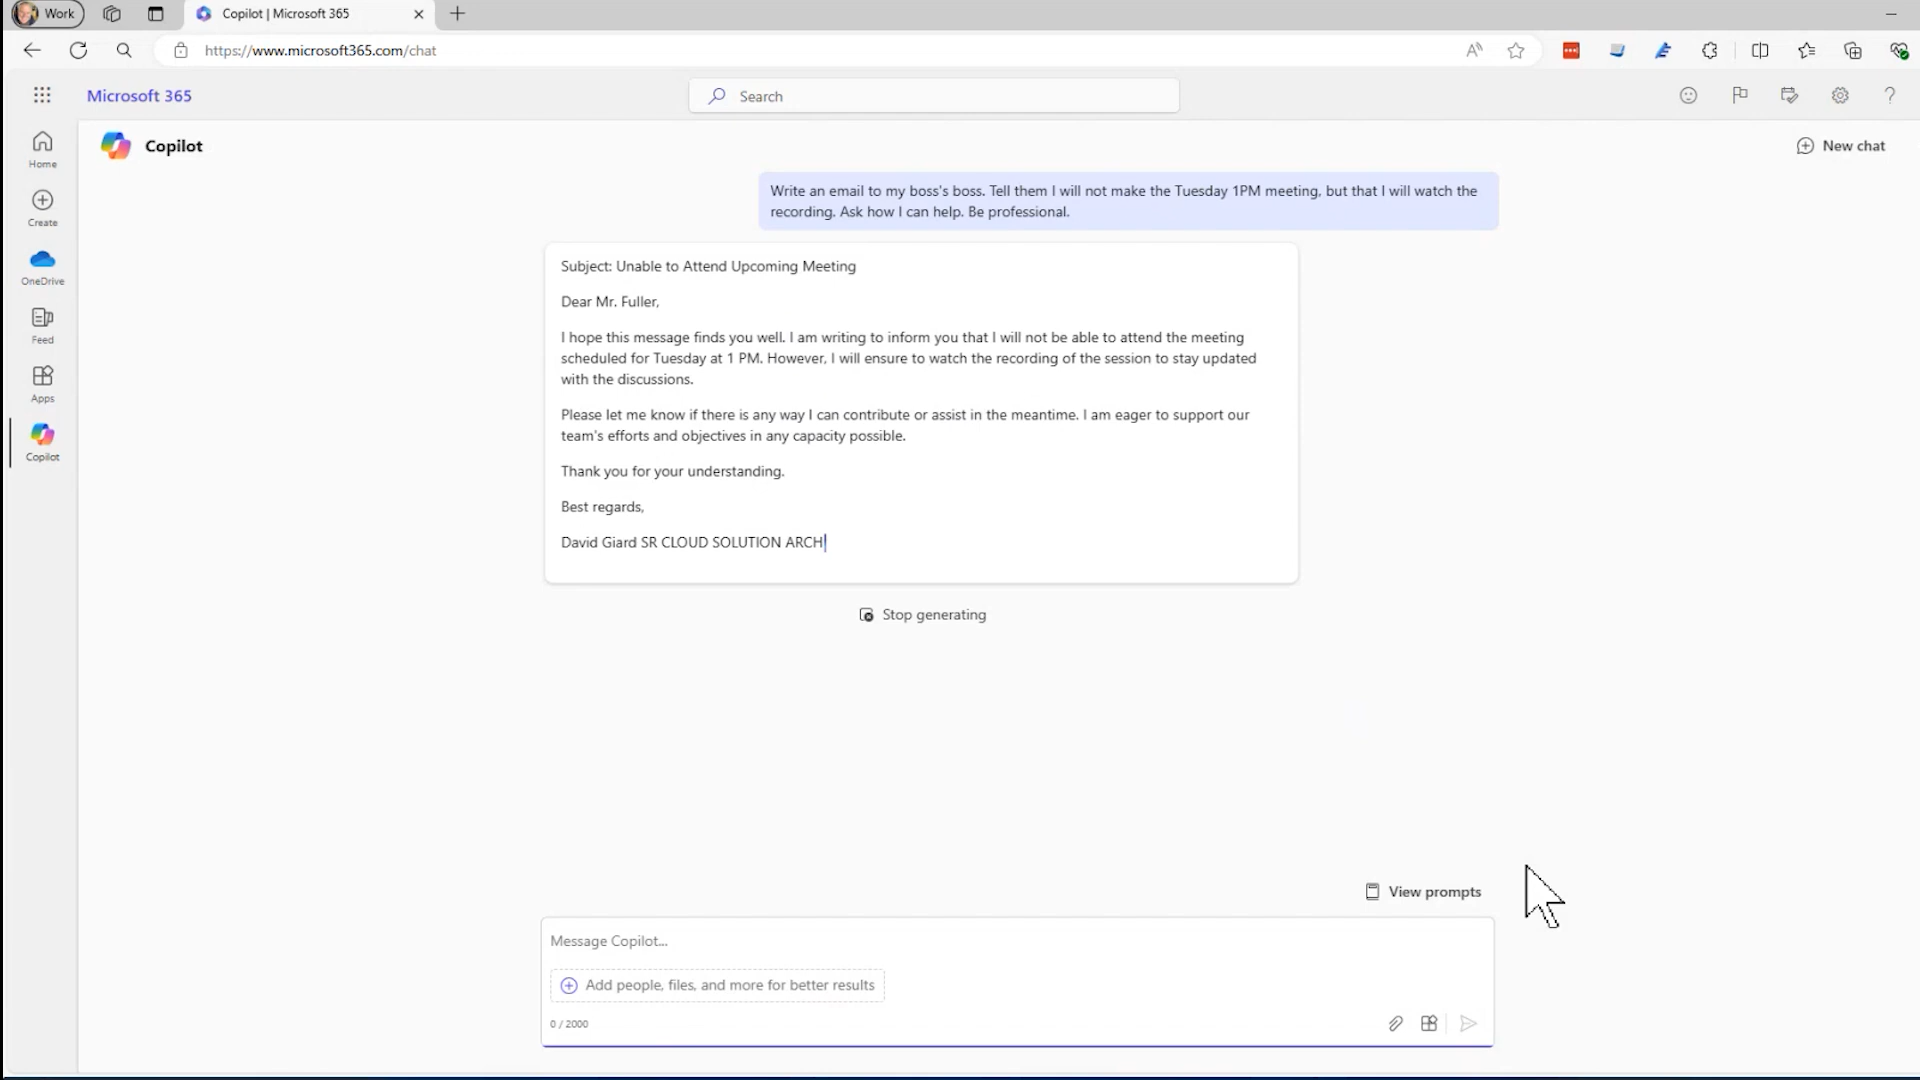 Work
Copilot | Microsoft 365
https://www.microsoft365.com/chat
Microsoft 365
Search
Home
Create
OneDrive
Feed
Apps
Copilot
Copilot
New chat
Write an email to my boss's boss. Tell them I will not make the Tuesday 1PM meeting, but that I will watch the
recording. Ask how I can help. Be professional.
Subject: Unable to Attend Upcoming Meeting
Dear Mr. Fuller,
I hope this message finds you well. I am writing to inform you that I will not be able to attend the meeting
scheduled for Tuesday at 1 PM. However, I will ensure to watch the recording of the session to stay updated
with the discussions.
Please let me know if there is any way I can contribute or assist in the meantime. I am eager to support our
team's efforts and objectives in any capacity possible.
Thank you for your understanding.
Best regards,
David Giard SR CLOUD SOLUTION ARCH
Stop generating
View prompts
Message Copilot...
Add people, files, and more for better results
0 / 2000